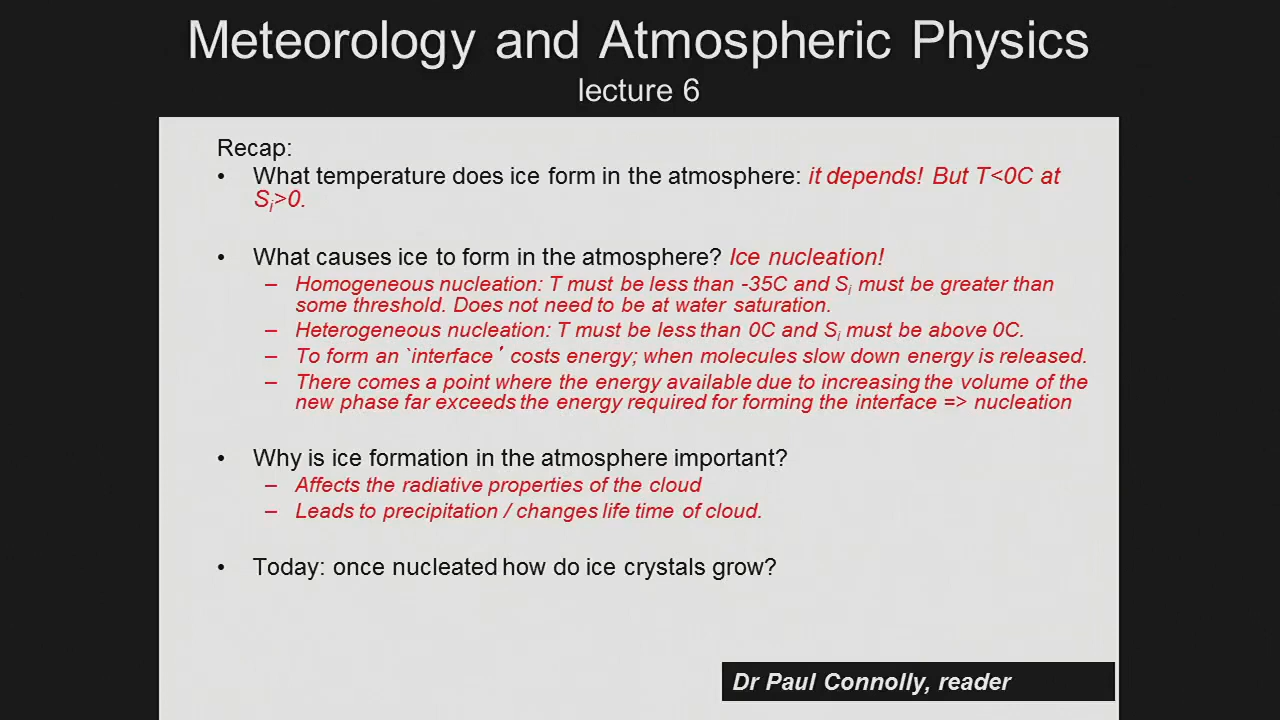 Meteorology and Atmospheric Physics
lecture 6
Recap:
• What temperature does ice form in the atmosphere: it depends! But T<0C at
Si>0.
• What causes ice to form in the atmosphere? Ice nucleation!
– Homogeneous nucleation: T must be less than -35C and Si must be greater than
some threshold. Does not need to be at water saturation.
– Heterogeneous nucleation: T must be less than 0C and Si must be above 0C.
– To form an `interface′ costs energy; when molecules slow down energy is released.
– There comes a point where the energy available due to increasing the volume of the
new phase far exceeds the energy required for forming the interface => nucleation
• Why is ice formation in the atmosphere important?
– Affects the radiative properties of the cloud
– Leads to precipitation / changes life time of cloud.
• Today: once nucleated how do ice crystals grow?
Dr Paul Connolly, reader